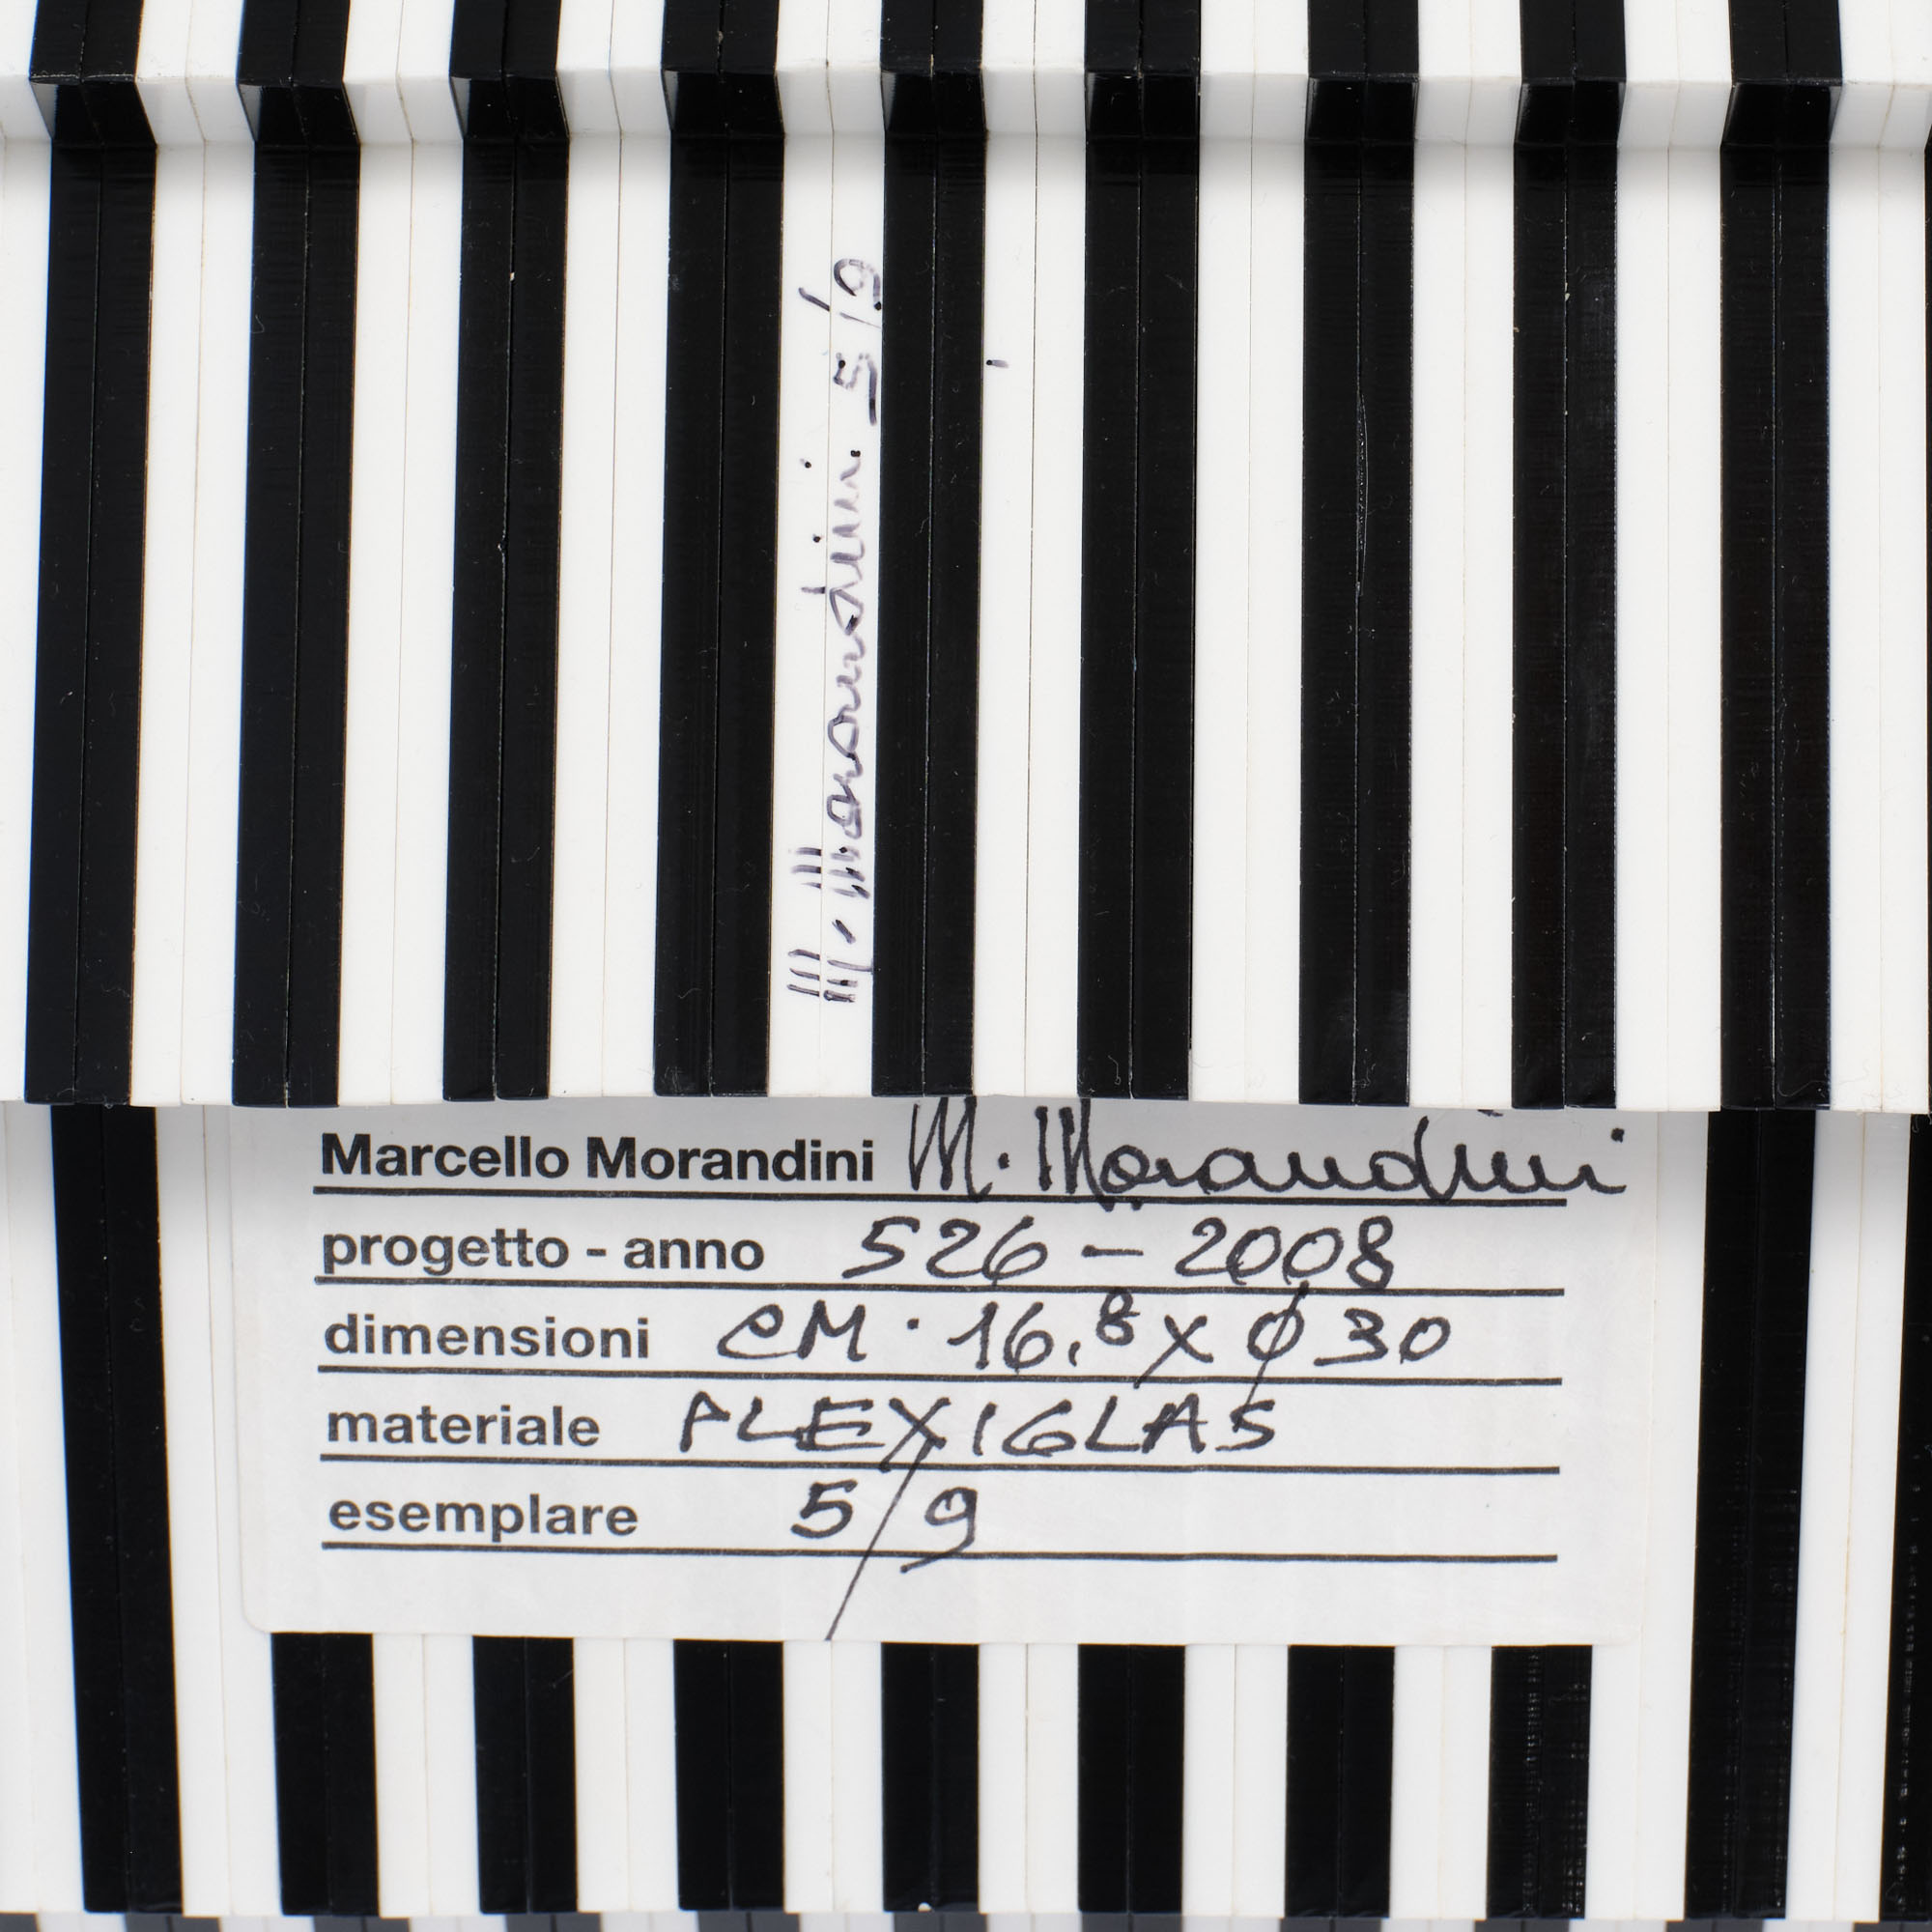 M. Morandini 5/9
Marcello Morandini M. Morandini
progetto - anno 526 - 2008
dimensioni CM. 16,8 X ø 30
materiale PLEXIGLAS
esemplare 5/9